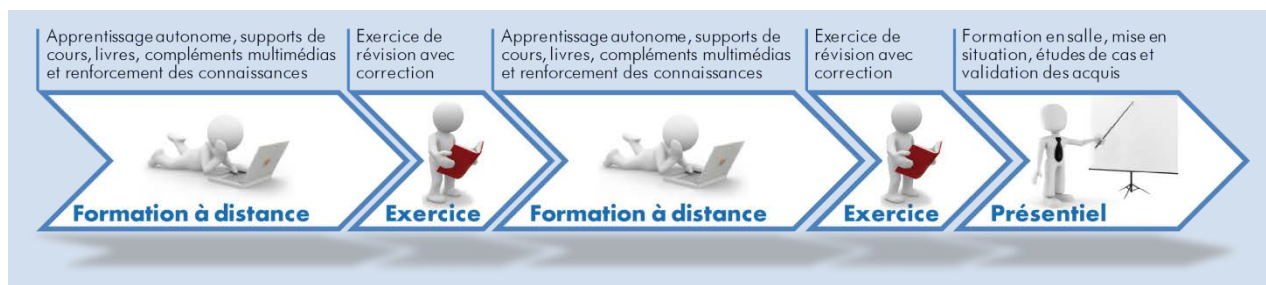 Apprentissage autonome, supports de
cours, livres, compléments multimédias
et renforcement des connaissances
Formation à distance
Exercice de
révision avec
correction
Exercice
Apprentissage autonome, supports de
cours, livres, compléments multimédias
et renforcement des connaissances
Formation à distance
Exercice de
révision avec
correction
Exercice
Formation en salle, mise en
situation, études de cas et
validation des acquis
Présentiel